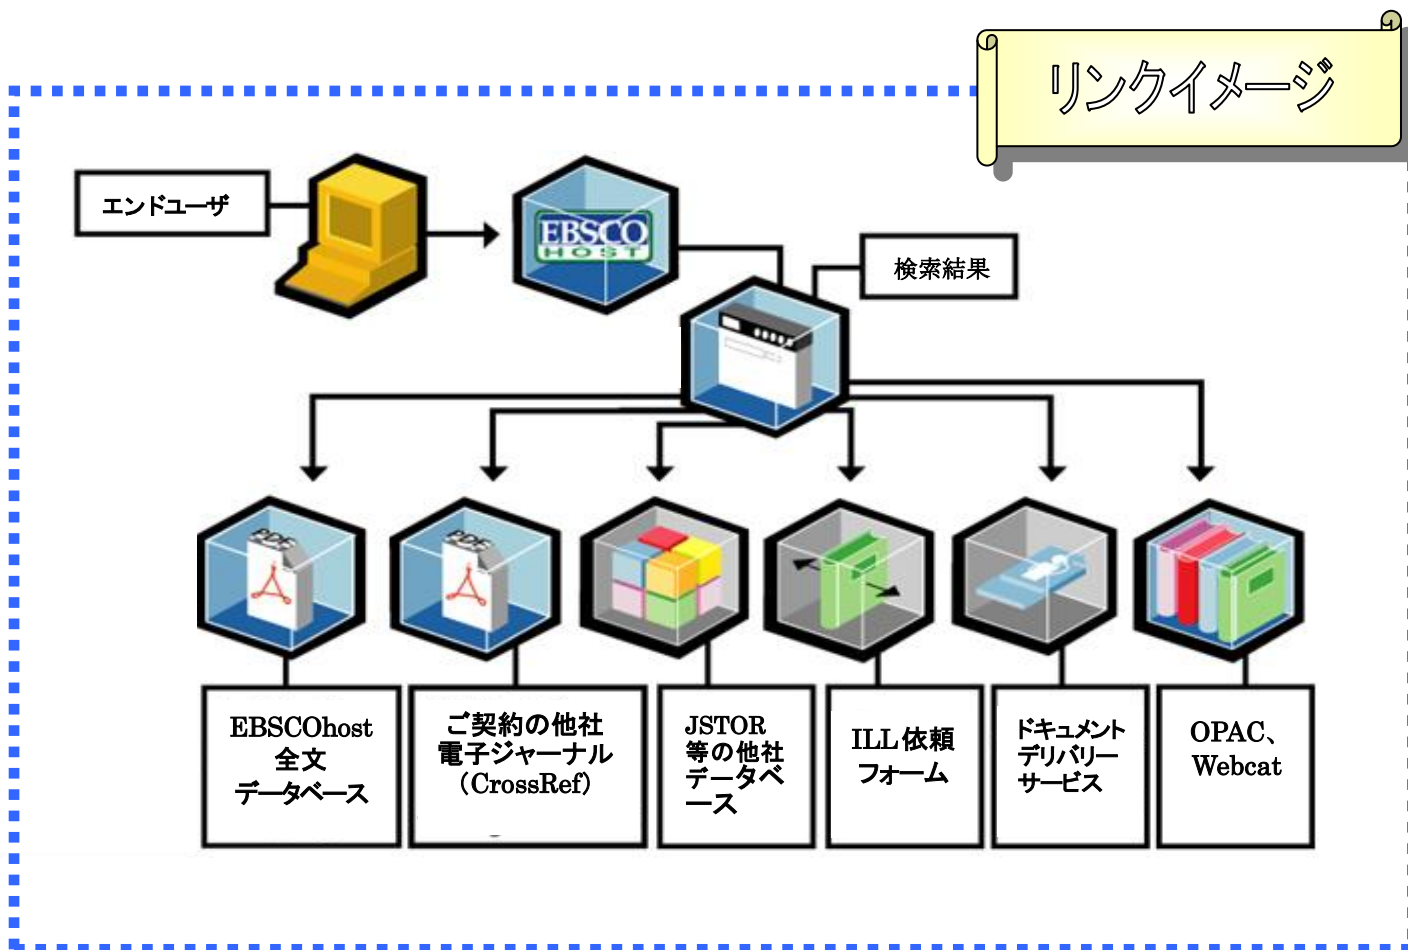 リンクイメージ
エンドユーザ
EBSCO
HOST
検索結果
PDF
PDF
EBSCOhost
全文
データベース
ご契約の他社
電子ジャーナル
（CrossRef）
JSTOR
等の他社
データベ
ース
ILL 依頼
フォーム
ドキュメント
デリバリー
サービス
OPAC、
Webcat